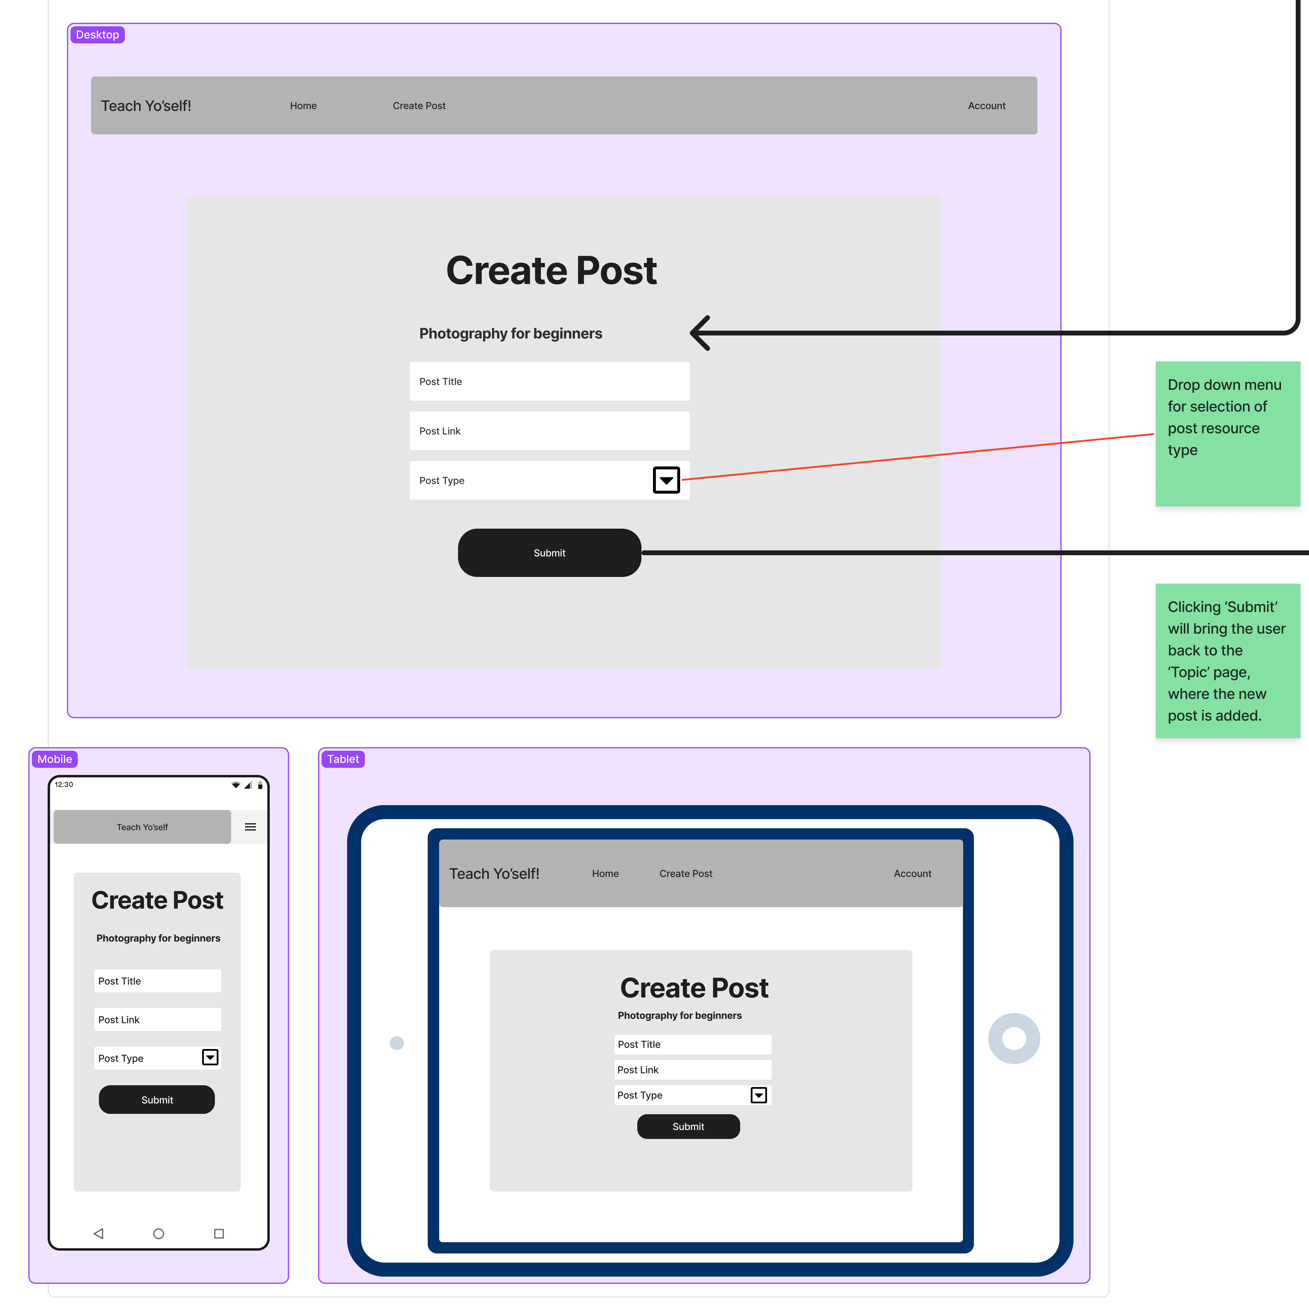 Desktop
Teach Yo’self!
Home
Create Post
Account
Create Post
Photography for beginners
Post Title
Post Link
Post Type
Submit
Drop down menu
for selection of
post resource
type
Clicking ‘Submit’
will bring the user
back to the
‘Topic’ page,
where the new
post is added.
Mobile
12:30
Teach Yo’self
Create Post
Photography for beginners
Post Title
Post Link
Post Type
Submit
Tablet
Teach Yo’self!
Home
Create Post
Account
Create Post
Photography for beginners
Post Title
Post Link
Post Type
Submit